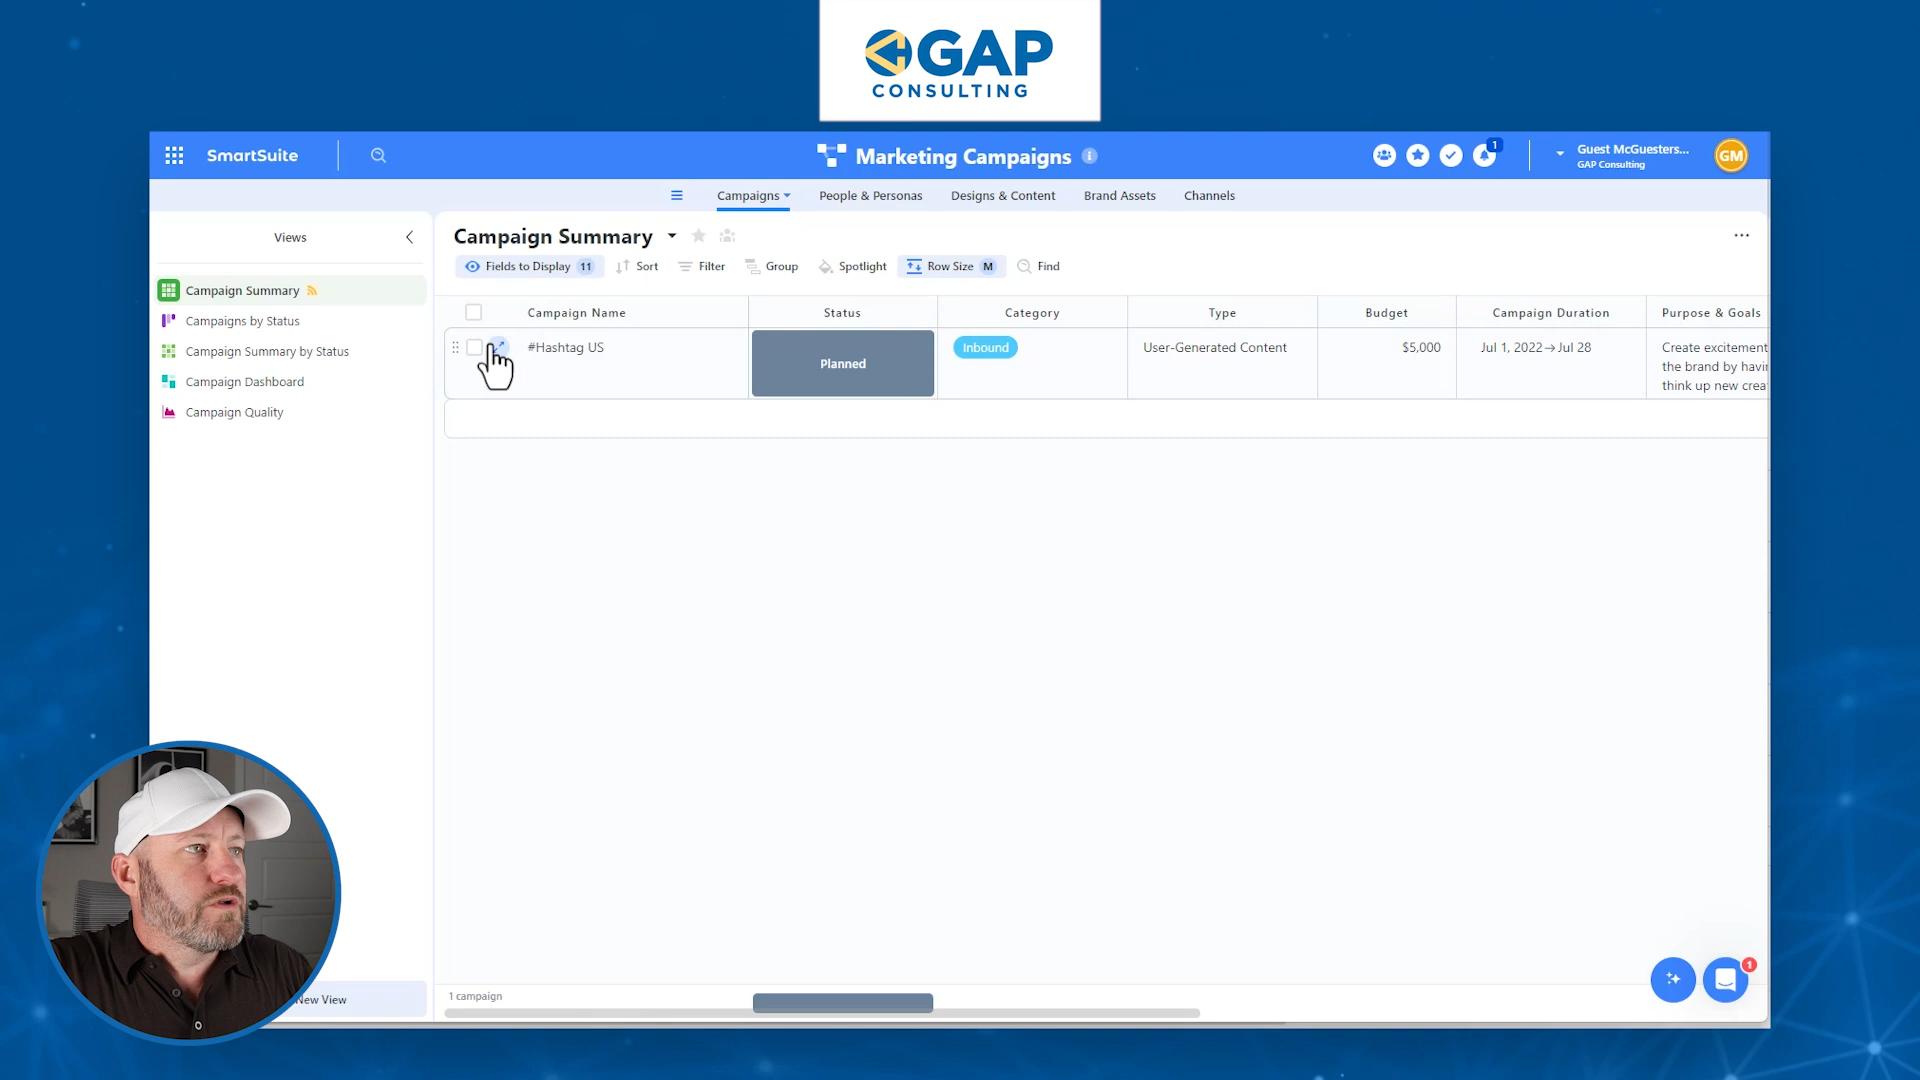 GAP
CONSULTING
SmartSuite
Marketing Campaigns
1
Guest McGuesters...
GAP Consulting
GM
Campaigns
People & Personas
Designs & Content
Brand Assets
Channels
Views
Campaign Summary
Campaigns by Status
Campaign Summary by Status
Campaign Dashboard
Campaign Quality
New View
Campaign Summary
Fields to Display 11
Sort
Filter
Group
Spotlight
Row Size M
Find
Campaign Name
Status
Category
Type
Budget
Campaign Duration
Purpose & Goals
#Hashtag US
Planned
Inbound
User-Generated Content
$5,000
Jul 1, 2022→Jul 28
Create excitement
the brand by havi
think up new crea
1 campaign
1